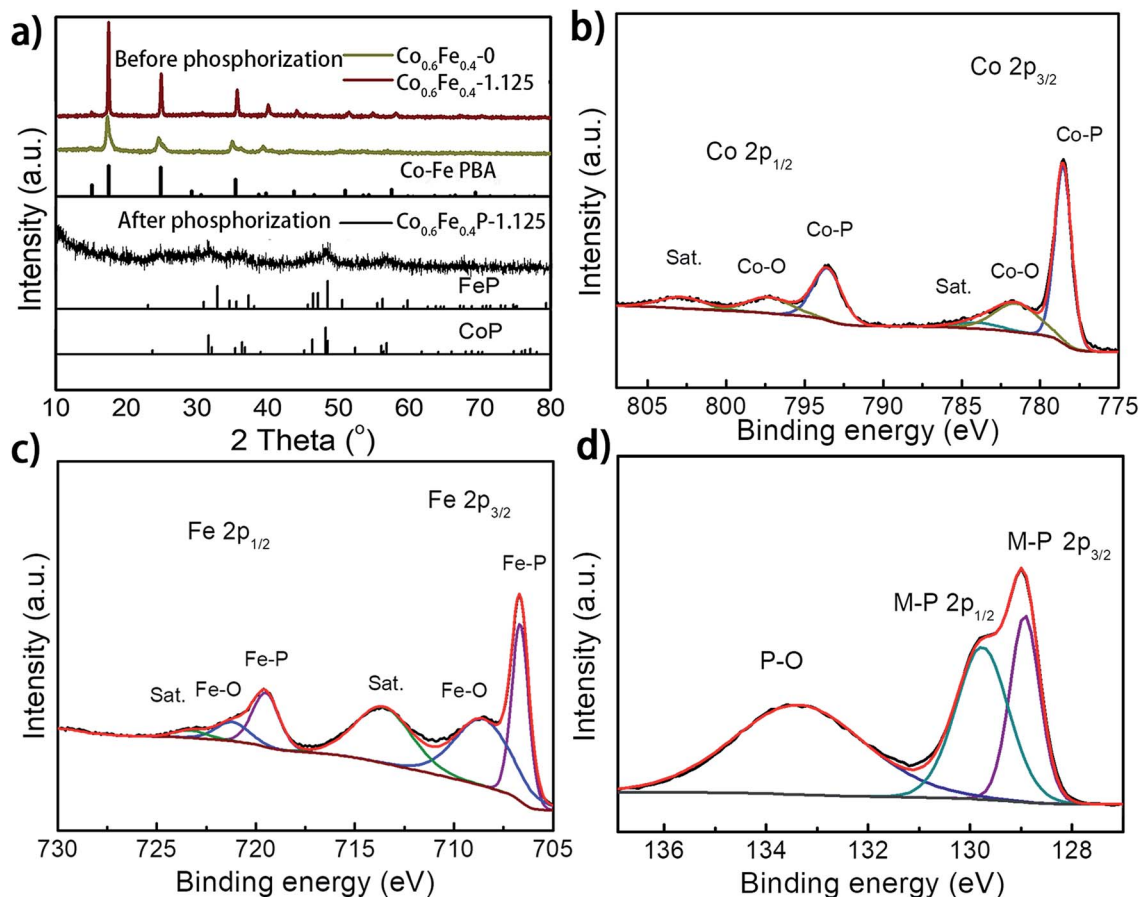 a)
Before phosphorization
Co0.6Fe0.4-0
Co0.6Fe0.4-1.125
Co-Fe PBA
After phosphorization
Co0.6Fe0.4P-1.125
FeP
CoP
Intensity (a.u.)
10 20 30 40 50 60 70 80
2 Theta (o)
b)
Co 2p3/2
Co-P
Co 2p1/2
Co-P
Sat.
Co-O
Sat.
Co-O
Intensity (a.u.)
805 800 795 790 785 780 775
Binding energy (eV)
c)
Fe 2p3/2
Fe 2p1/2
Fe-P
Fe-P
Sat.
Fe-O
Sat.
Fe-O
Intensity (a.u.)
730 725 720 715 710 705
Binding energy (eV)
d)
M-P 2p3/2
M-P 2p1/2
P-O
Intensity (a.u.)
136 134 132 130 128
Binding energy (eV)